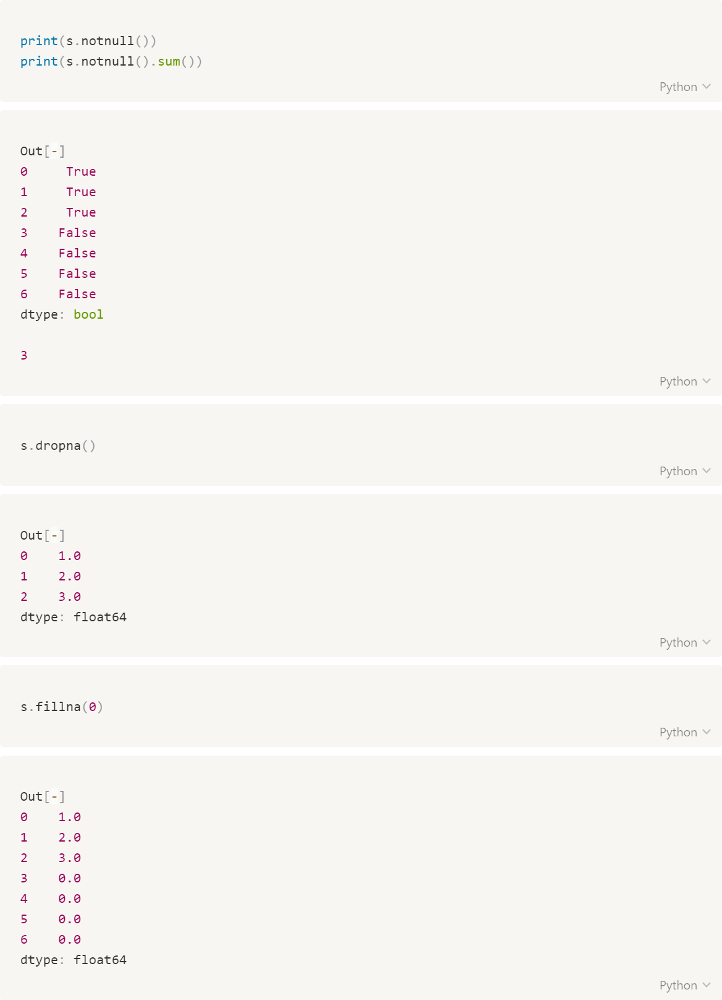 print(s.notnull())
print(s.notnull().sum())
Python
Out[-]
0     True
1     True
2     True
3    False
4    False
5    False
6    False
dtype: bool
3
Python
s.dropna()
Python
Out[-]
0    1.0
1    2.0
2    3.0
dtype: float64
Python
s.fillna(0)
Python
Out[-]
0    1.0
1    2.0
2    3.0
3    0.0
4    0.0
5    0.0
6    0.0
dtype: float64
Python